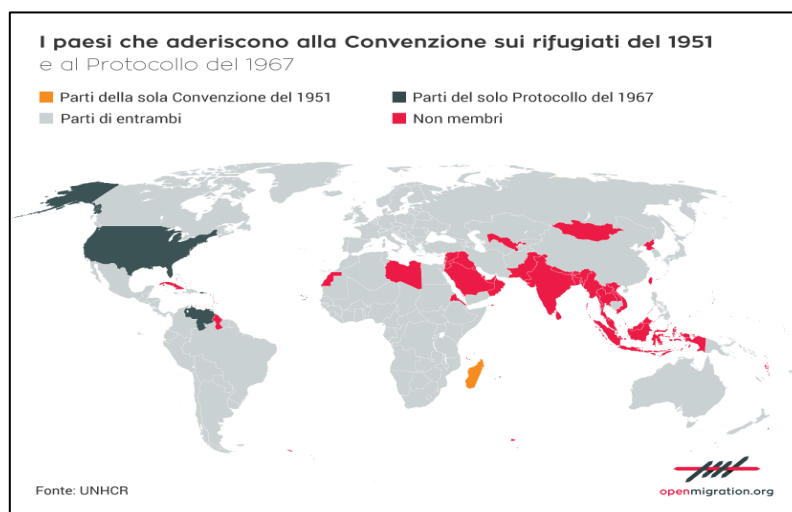 I paesi che aderiscono alla Convenzione sui rifugiati del 1951
e al Protocollo del 1967
Parti della sola Convenzione del 1951
Parti del solo Protocollo del 1967
Parti di entrambi
Non membri
Fonte: UNHCR
openmigration.org